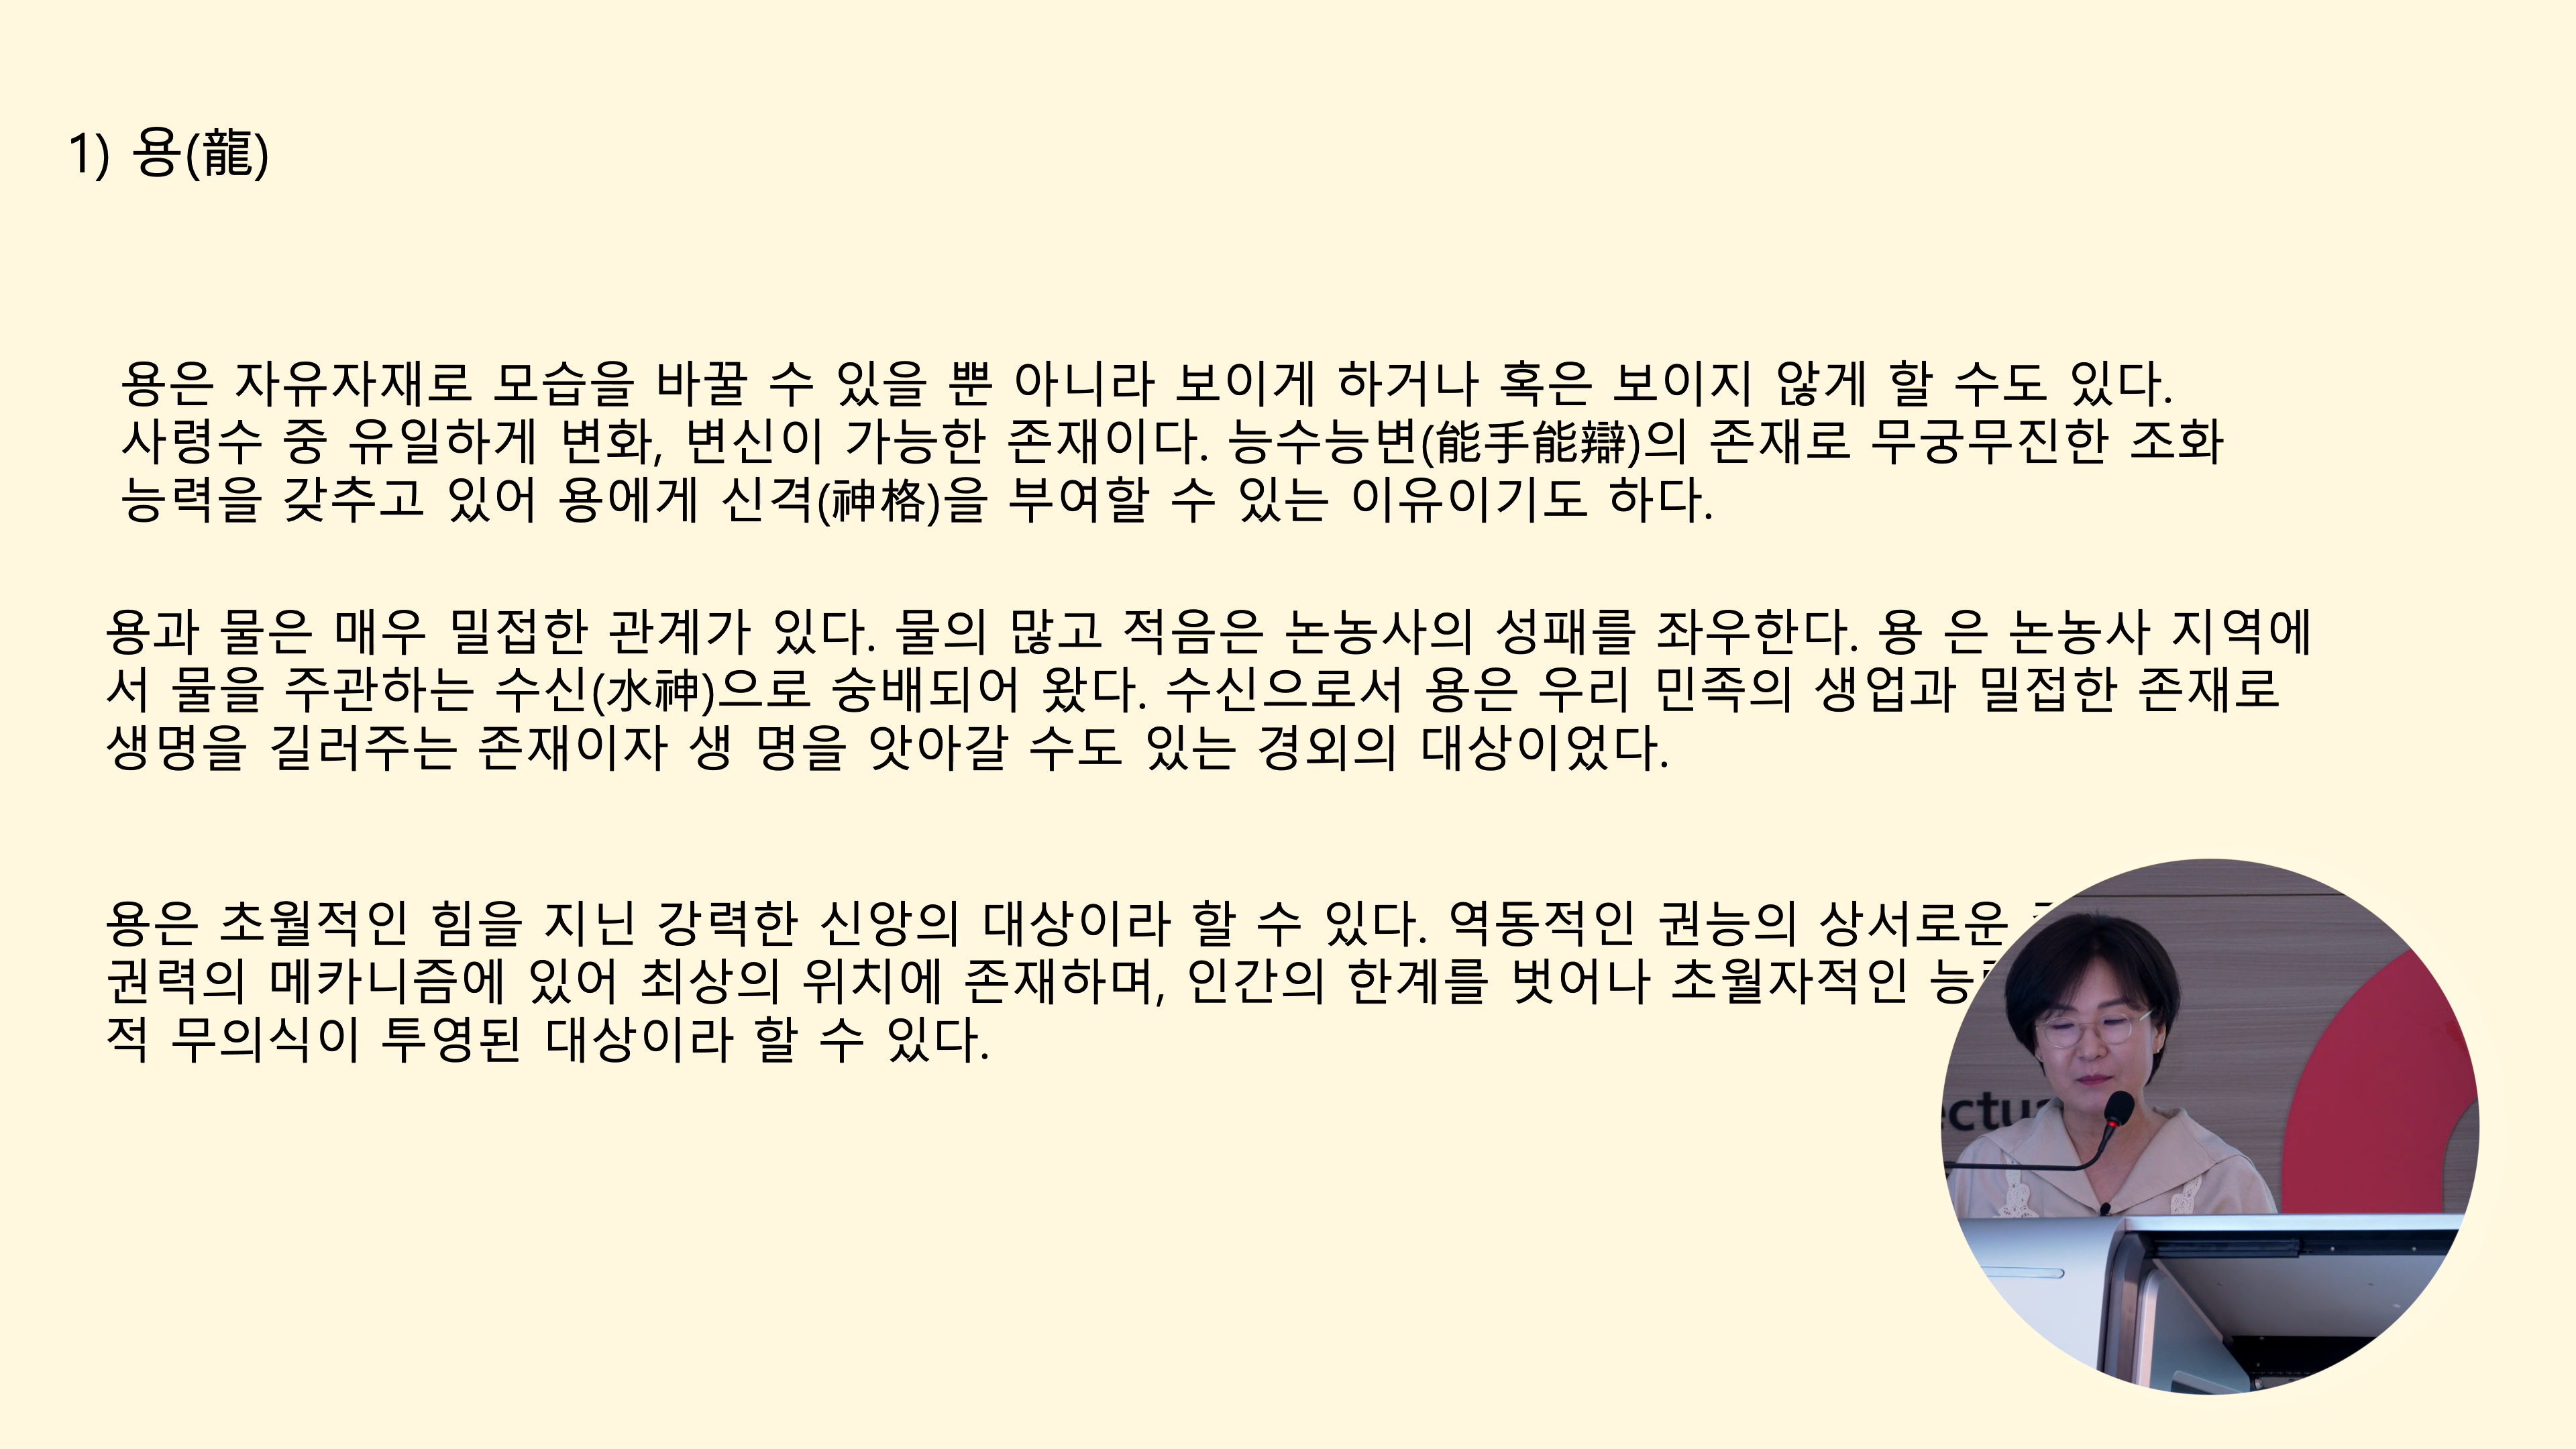 1) 용(龍)
용은 자유자재로 모습을 바꿀 수 있을 뿐 아니라 보이게 하거나 혹은 보이지 않게 할 수도 있다.
사령수 중 유일하게 변화, 변신이 가능한 존재이다. 능수능변(能手能辯)의 존재로 무궁무진한 조화
능력을 갖추고 있어 용에게 신격(神格)을 부여할 수 있는 이유이기도 하다.
용과 물은 매우 밀접한 관계가 있다. 물의 많고 적음은 논농사의 성패를 좌우한다. 용 은 논농사 지역에
서 물을 주관하는 수신(水神)으로 숭배되어 왔다. 수신으로서 용은 우리 민족의 생업과 밀접한 존재로
생명을 길러주는 존재이자 생 명을 앗아갈 수도 있는 경외의 대상이었다.
용은 초월적인 힘을 지닌 강력한 신앙의 대상이라 할 수 있다. 역동적인 권능의 상서로운
권력의 메카니즘에 있어 최상의 위치에 존재하며, 인간의 한계를 벗어나 초월자적인
적 무의식이 투영된 대상이라 할 수 있다.